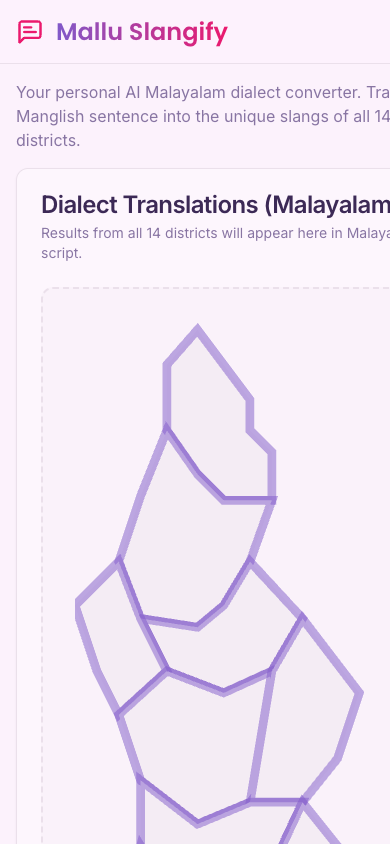 Mallu Slangify
Your personal AI Malayalam dialect converter. Tra
Manglish sentence into the unique slangs of all 14
districts.
Dialect Translations (Malayalam
Results from all 14 districts will appear here in Malaya
script.